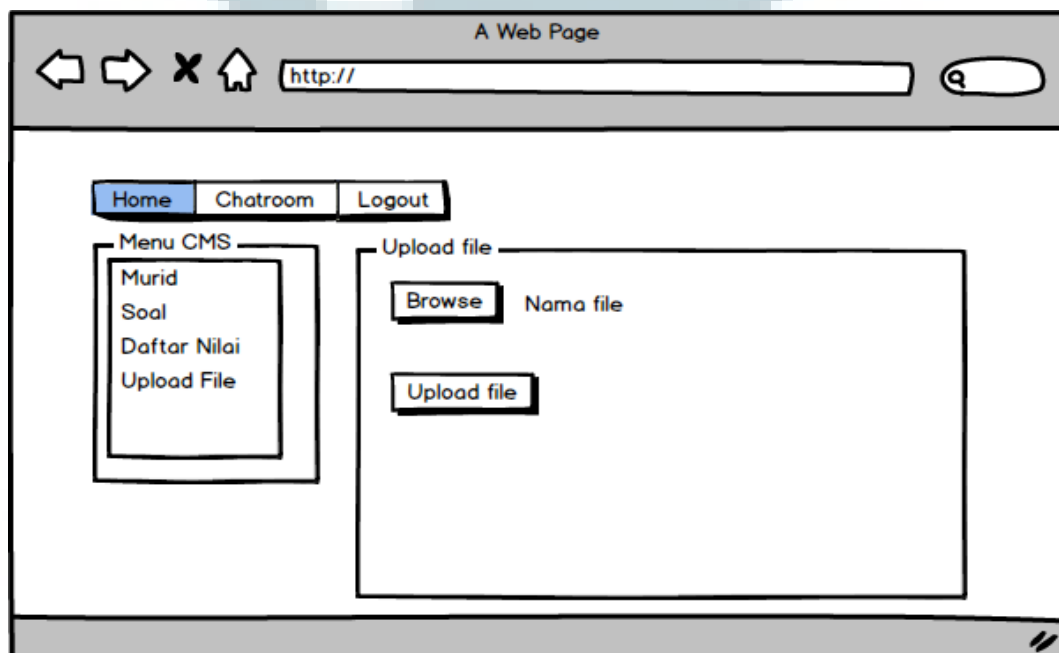 A Web Page
http://
Home Chatroom Logout
Menu CMS
Murid
Soal
Daftar Nilai
Upload File
Upload file
Browse Nama file
Upload file